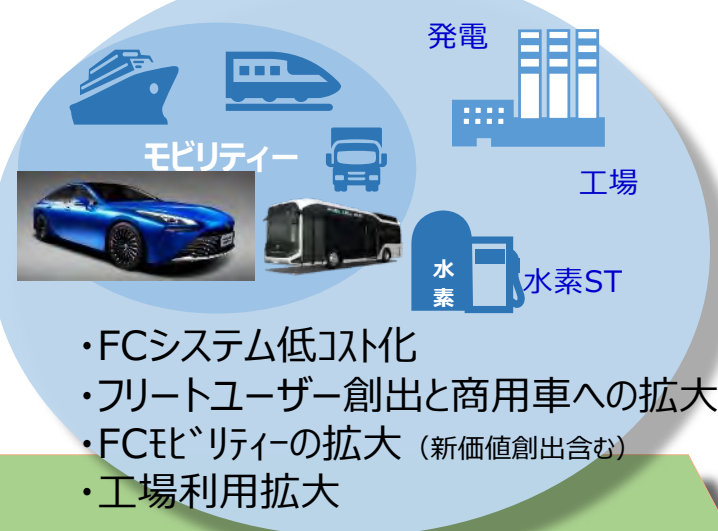 発電
モビリティー
工場
水
素
水素ST
・FCシステム低ｺｽﾄ化
・フリートユーザー創出と商用車への拡大
・FCﾓﾋﾞﾘﾃｨｰの拡大（新価値創出含む）
・工場利用拡大